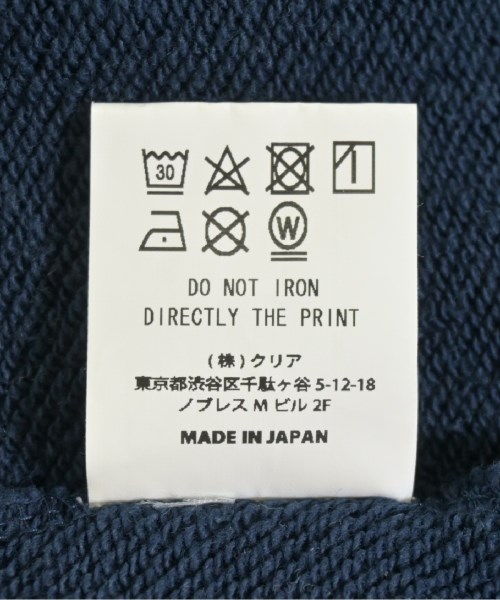 30
W
DO NOT IRON
DIRECTLY THE PRINT
(株)クリア
東京都渋谷区千駄ヶ谷 5-12-18
ノブレス M ビル 2F
MADE IN JAPAN